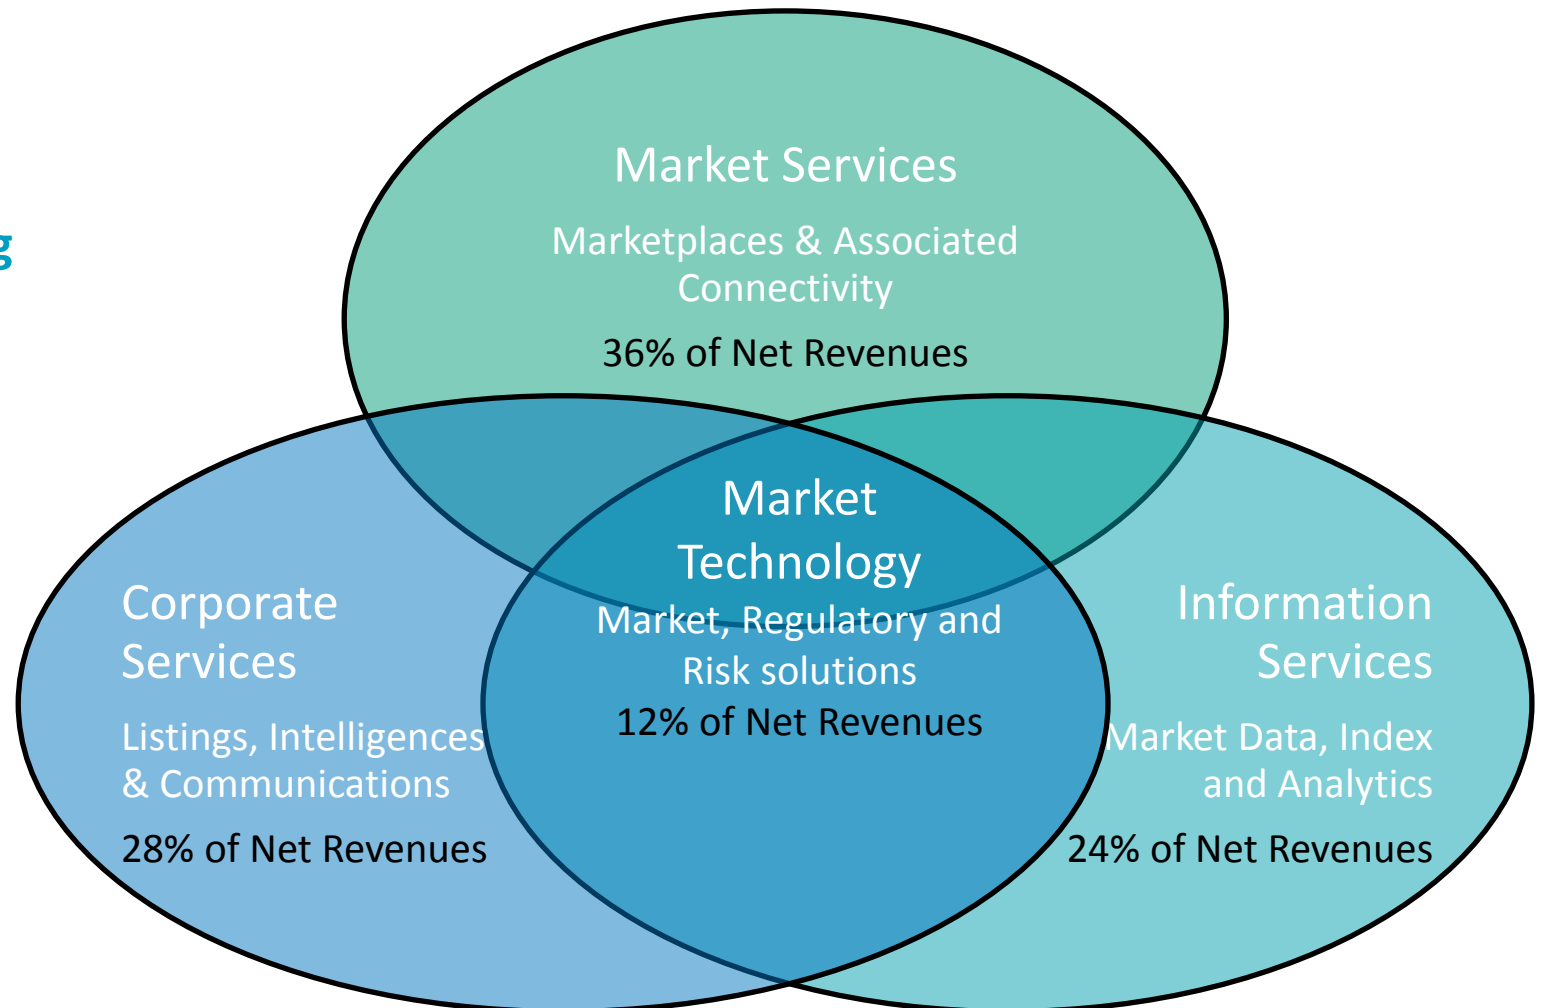 g
Market Services
Marketplaces & Associated
Connectivity
36% of Net Revenues
Market
Technology
Market, Regulatory and
Risk solutions
12% of Net Revenues
Corporate
Services
Listings, Intelligences
& Communications
28% of Net Revenues
Information
Services
Market Data, Index
and Analytics
24% of Net Revenues